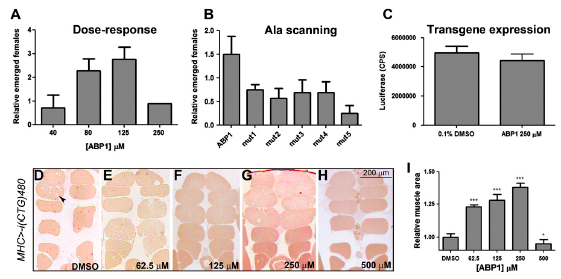 A
Dose-response
Relative emerged females
4
3
2
1
0
40
80
125
250
[ABP1] µM
B
Ala scanning
Relative emerged females
2.0
1.5
1.0
0.5
0.0
ABP1
mut1
mut2
mut3
mut4
mut5
C
Transgene expression
Luciferase (CPS)
6000000
4000000
2000000
0
0.1% DMSO
ABP1 250 µM
MHC>-i(CTG)480
D
DMSO
E
62.5 µM
F
125 µM
G
250 µM
H
200 µm
500 µM
I
Relative muscle area
1.50
1.25
1.00
***
***
***
*
DMSO
62.5
125
250
500
[ABP1] µM